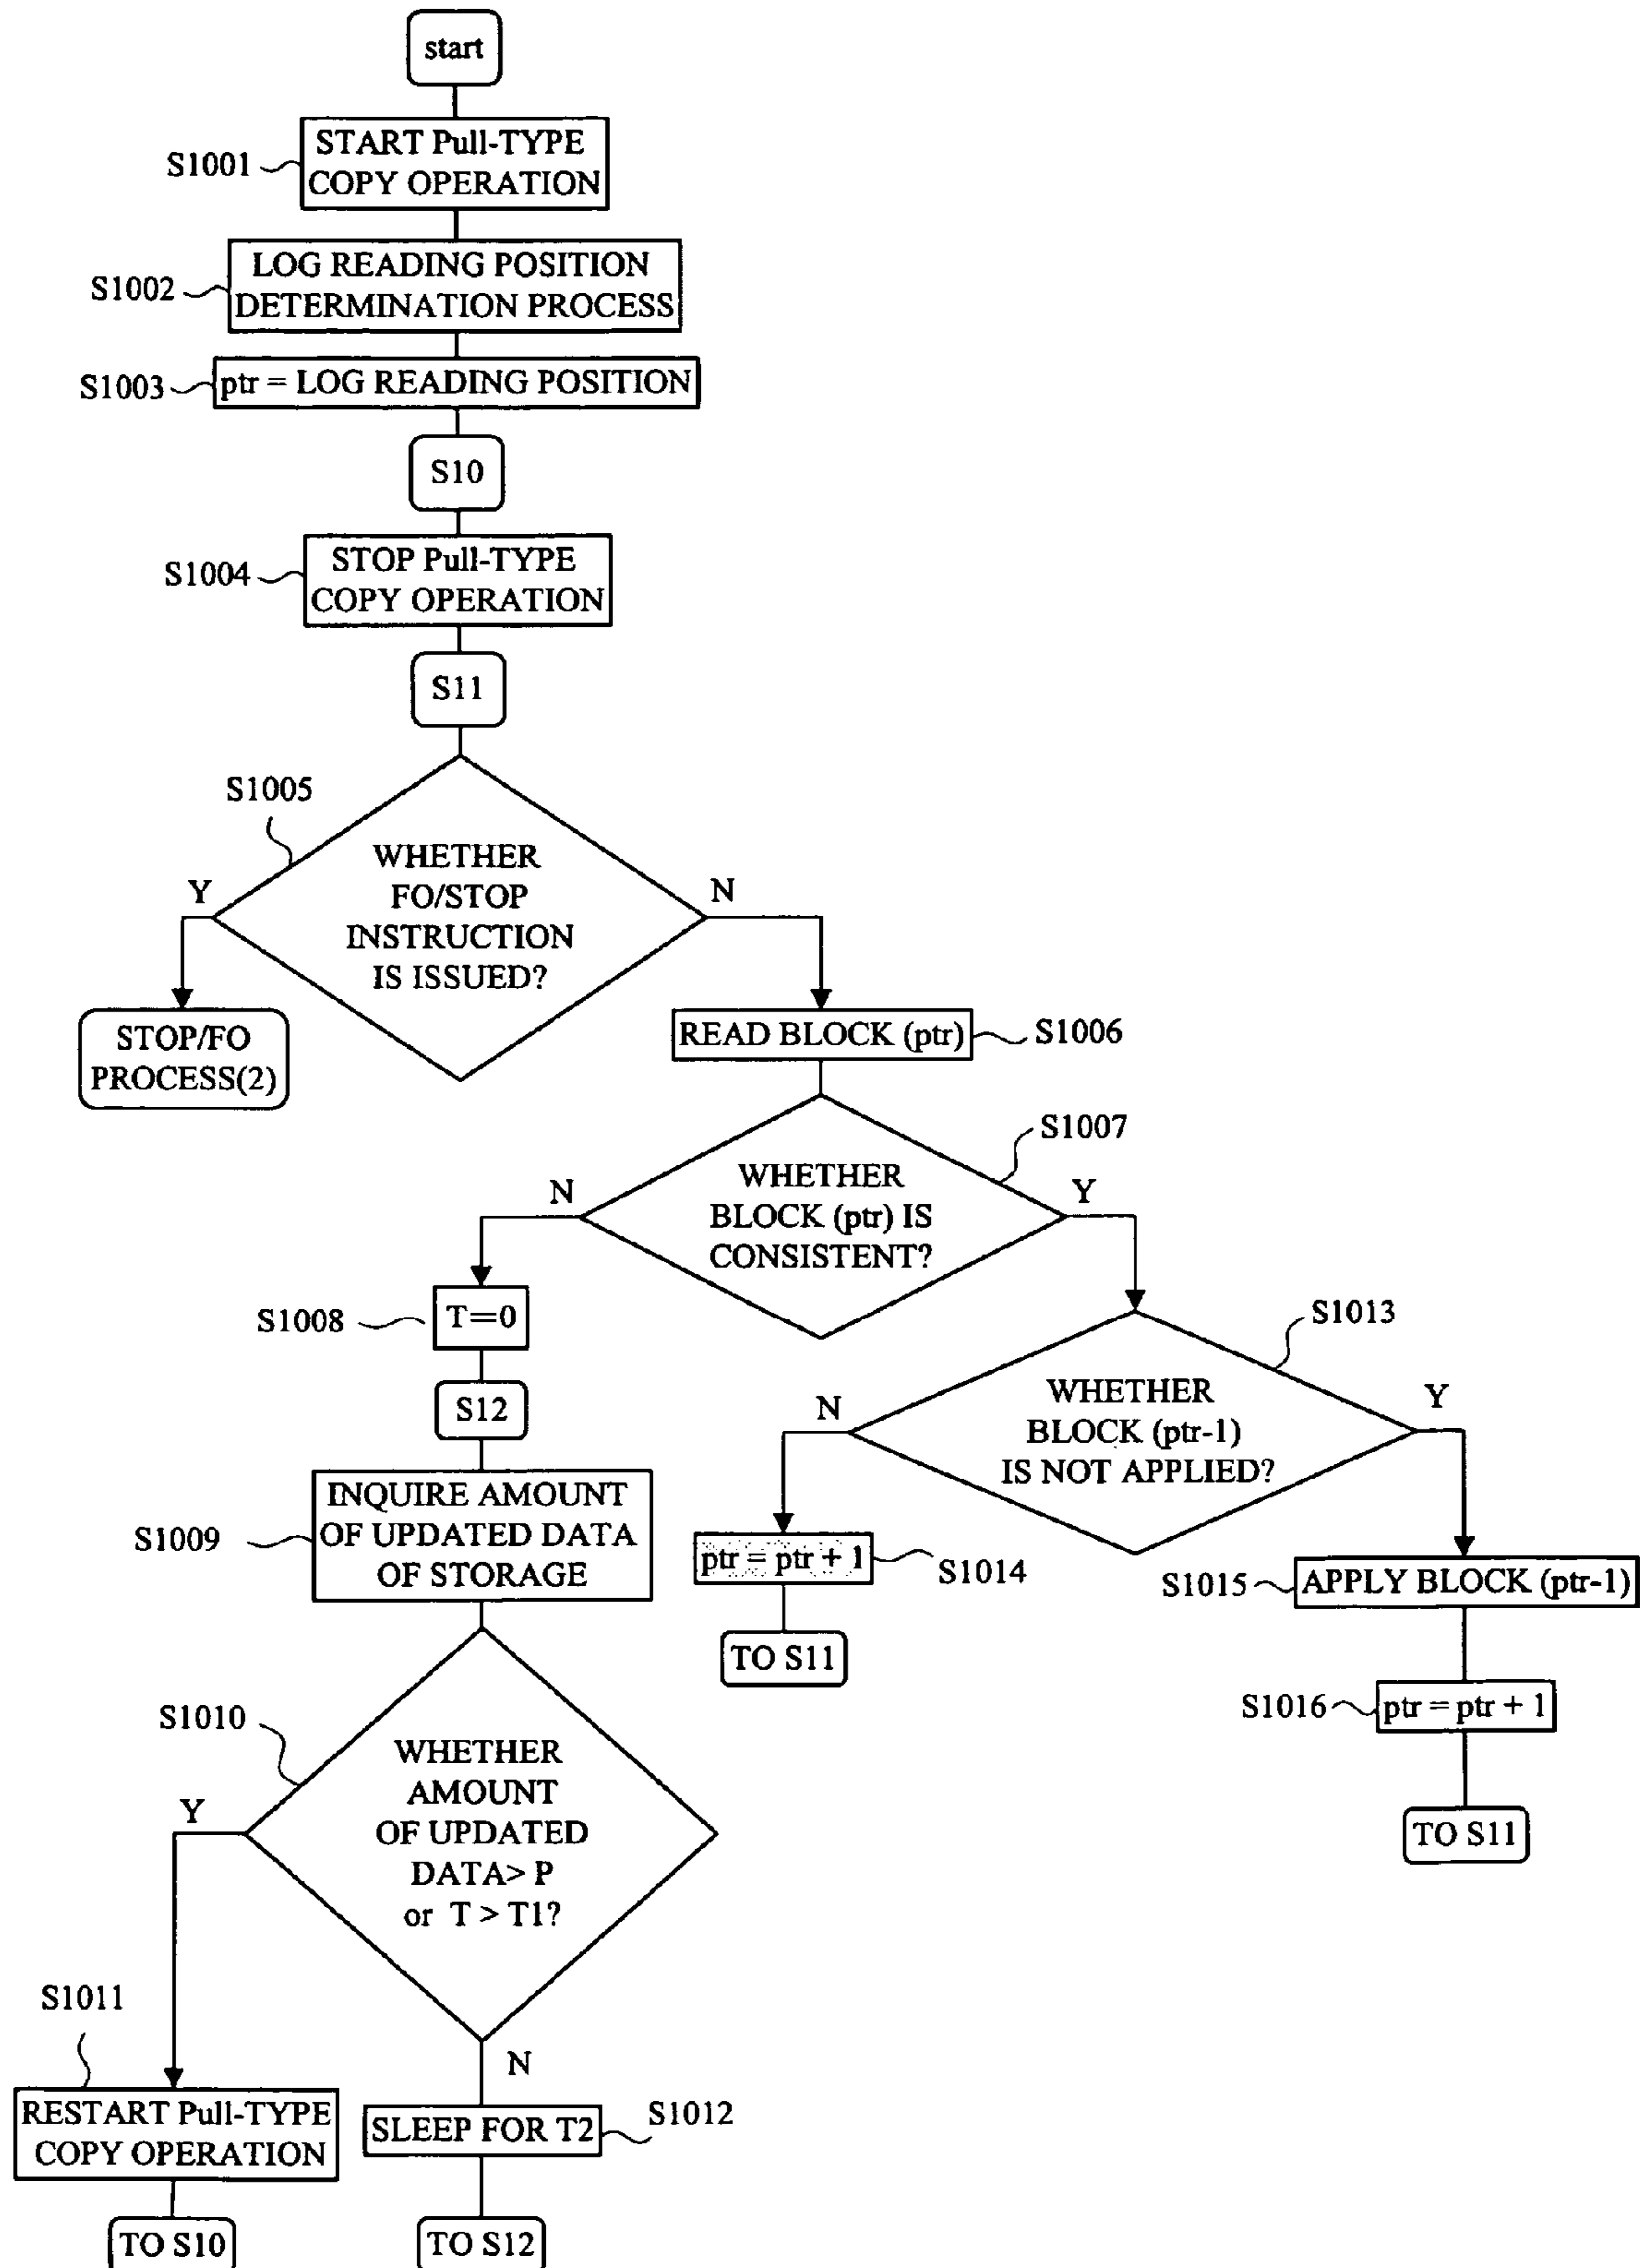 start
S1001
START Pull-TYPE
COPY OPERATION
S1002
LOG READING POSITION
DETERMINATION PROCESS
S1003
ptr = LOG READING POSITION
S10
S1004
STOP Pull-TYPE
COPY OPERATION
S11
S1005
WHETHER
FO/STOP
INSTRUCTION
IS ISSUED?
Y
N
STOP/FO
PROCESS(2)
READ BLOCK (ptr)
S1006
S1007
WHETHER
BLOCK (ptr) IS
CONSISTENT?
N
Y
S1008
T=0
S12
S1009
INQUIRE AMOUNT
OF UPDATED DATA
OF STORAGE
S1013
WHETHER
BLOCK (ptr-1)
IS NOT APPLIED?
N
Y
ptr = ptr + 1
S1014
TO S11
S1015
APPLY BLOCK (ptr-1)
S1016
ptr = ptr + 1
TO S11
S1010
WHETHER
AMOUNT
OF UPDATED
DATA> P
or T > T1?
Y
N
S1011
RESTART Pull-TYPE
COPY OPERATION
TO S10
SLEEP FOR T2
S1012
TO S12